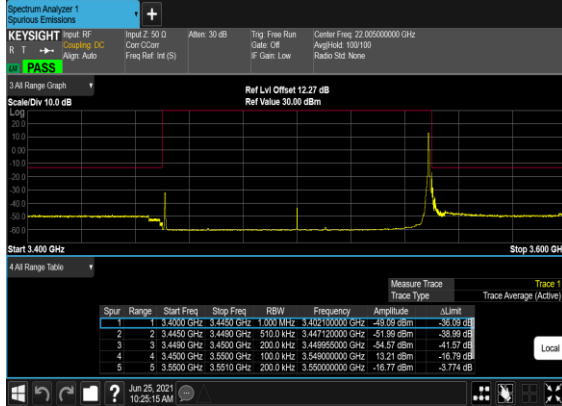 Spectrum Analyzer 1
Spurious Emissions
+
KEYSIGHT Input: RF Input Z: 50 Ω Atten: 30 dB Trig: Free Run Center Freq: 22.005000000 GHz
R T Coupling: DC Corr CCorr Gate: Off Avg|Hold: 100/100
Align: Auto Freq Ref: Int (S) IF Gain: Low Radio Std: None
PASS
3 All Range Graph
Ref Lvl Offset 12.27 dB
Scale/Div 10.0 dB Ref Value 30.00 dBm
Log
20.0
10.0
0.00
-10.0
-20.0
-30.0
-40.0
-50.0
-60.0
Start 3.400 GHz Stop 3.600 GH
4 All Range Table
Measure Trace Trace 1
Trace Type Trace Average (Active)
Spur Range Start Freq Stop Freq RBW Frequency Amplitude ΔLimit
1 1 3.4000 GHz 3.4450 GHz 1.000 MHz 3.402100000 GHz -49.09 dBm -36.09 dB
2 2 3.4450 GHz 3.4490 GHz 510.0 kHz 3.447120000 GHz -51.99 dBm -38.99 dB
3 3 3.4490 GHz 3.4500 GHz 200.0 kHz 3.449955000 GHz -54.57 dBm -41.57 dB
4 4 3.4500 GHz 3.5500 GHz 100.0 kHz 3.549000000 GHz 13.21 dBm -16.79 dB
5 5 3.5500 GHz 3.5510 GHz 200.0 kHz 3.550000000 GHz -16.77 dBm -3.774 dB
Local
?
Jun 25, 2021
10:25:15 AM